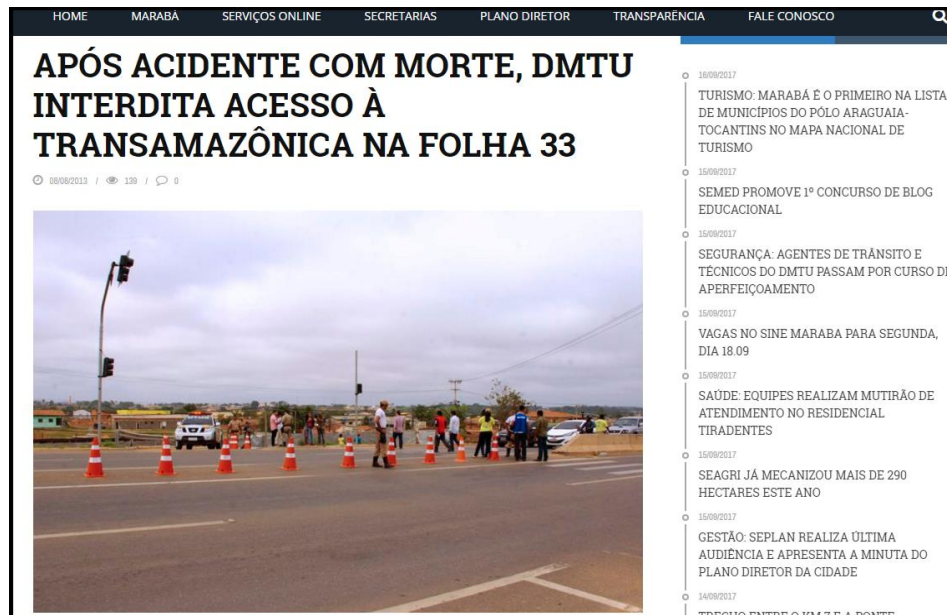 HOME MARABÁ SERVIÇOS ONLINE SECRETARIAS PLANO DIRETOR TRANSPARÊNCIA FALE CONOSCO
APÓS ACIDENTE COM MORTE, DMTU
INTERDITA ACESSO À
TRANSAMAZÔNICA NA FOLHA 33
08/08/2013 / 139 / 0
16/09/2017
TURISMO: MARABÁ É O PRIMEIRO NA LISTA
DE MUNICÍPIOS DO PÓLO ARAGUAIA-
TOCANTINS NO MAPA NACIONAL DE
TURISMO
15/09/2017
SEMED PROMOVE 1º CONCURSO DE BLOG
EDUCACIONAL
15/09/2017
SEGURANÇA: AGENTES DE TRÂNSITO E
TÉCNICOS DO DMTU PASSAM POR CURSO DE
APERFEIÇOAMENTO
15/09/2017
VAGAS NO SINE MARABA PARA SEGUNDA,
DIA 18.09
15/09/2017
SAÚDE: EQUIPES REALIZAM MUTIRÃO DE
ATENDIMENTO NO RESIDENCIAL
TIRADENTES
15/09/2017
SEAGRI JÁ MECANIZOU MAIS DE 290
HECTARES ESTE ANO
15/09/2017
GESTÃO: SEPLAN REALIZA ÚLTIMA
AUDIÊNCIA E APRESENTA A MINUTA DO
PLANO DIRETOR DA CIDADE
14/09/2017
TRECHO ENTRE O KM 7 E A PONTE